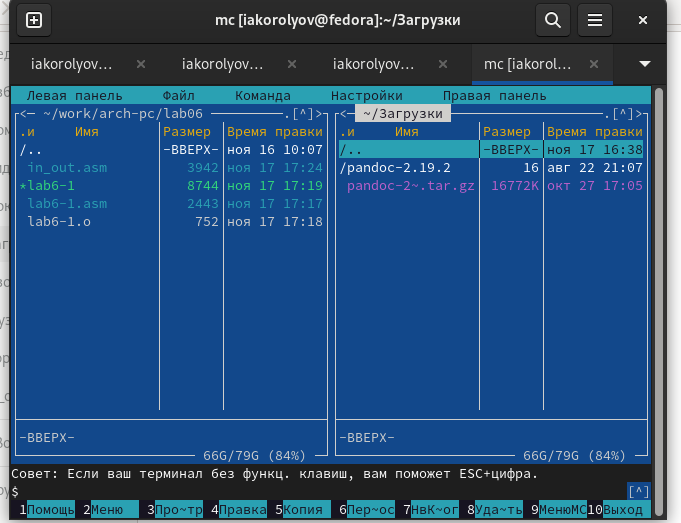 mc [iakorolyov@fedora]:~/Загрузки
iakorolyov... × iakorolyov... × iakorolyov... × mc [iakorol... ×
Левая панель Файл Команда Настройки Правая панель
<— ~/work/arch-pc/lab06 .[^]> <— ~/Загрузки .[^]>
.и Имя Размер Время правки .и Имя Размер Время правки
/.. -ВВЕРХ- ноя 16 10:07 /.. -ВВЕРХ- ноя 17 16:38
in_out.asm 3942 ноя 17 17:24 /pandoc-2.19.2 16 авг 22 21:07
*lab6-1 8744 ноя 17 17:19 pandoc-2~.tar.gz 16772K окт 27 17:05
lab6-1.asm 2443 ноя 17 17:17
lab6-1.o 752 ноя 17 17:18
-ВВЕРХ- -ВВЕРХ-
66G/79G (84%) 66G/79G (84%)
Совет: Если ваш терминал без функц. клавиш, вам поможет ESC+цифра.
$ [^]
1Помощь 2Меню 3Про~тр 4Правка 5Копия 6Пер~ос 7НвК~ог 8Уда~ть 9МенюMC 10Выход